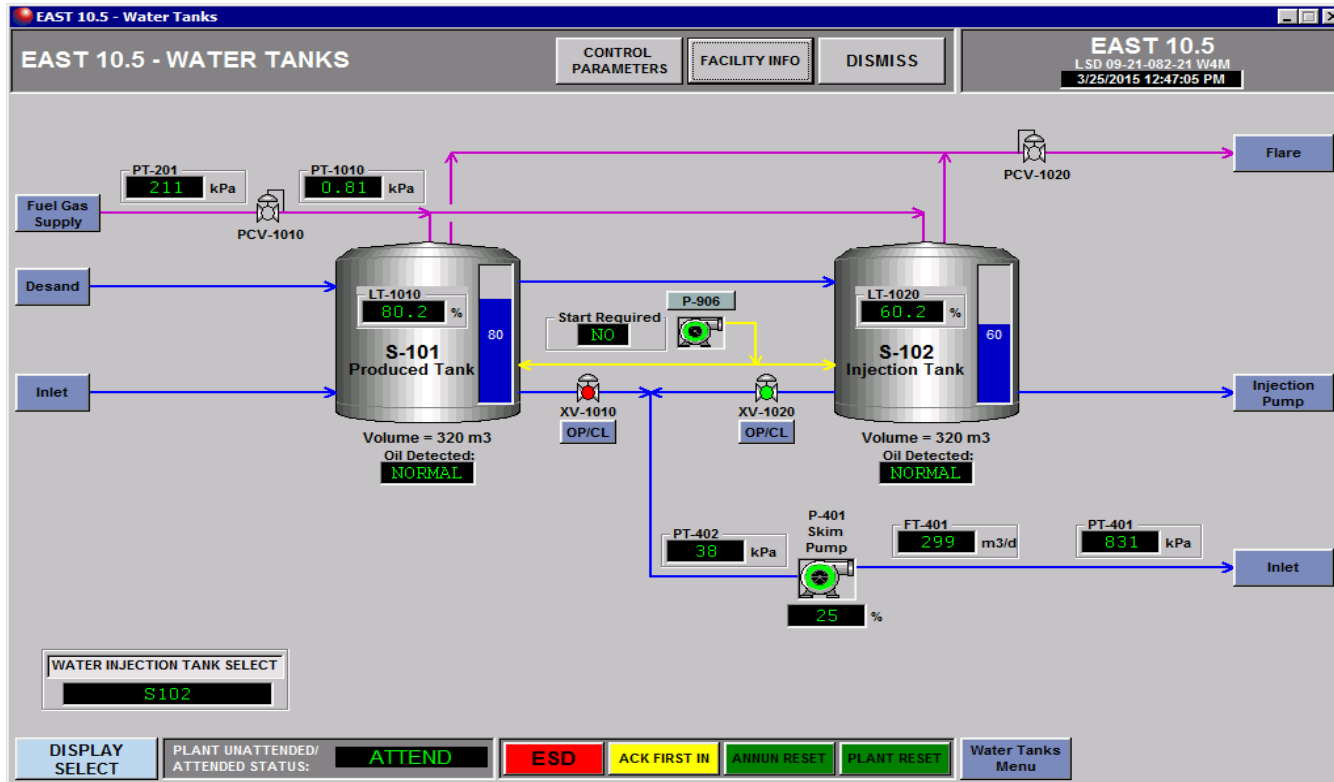 EAST 10.5 - Water Tanks
EAST 10.5 - WATER TANKS
CONTROL
PARAMETERS
FACILITY INFO
DISMISS
EAST 10.5
LSD 09-21-082-21 W4M
3/25/2015 12:47:05 PM
PT-201
211 kPa
PT-1010
0.81 kPa
PCV-1020
Flare
Fuel Gas
Supply
PCV-1010
Desand
LT-1010
80.2 %
80
S-101
Produced Tank
P-906
Start Required
NO
LT-1020
60.2 %
60
S-102
Injection Tank
Inlet
XV-1010
OP/CL
XV-1020
OP/CL
Injection
Pump
Volume = 320 m3
Oil Detected:
NORMAL
Volume = 320 m3
Oil Detected:
NORMAL
PT-402
38 kPa
P-401
Skim
Pump
25 %
FT-401
299 m3/d
PT-401
831 kPa
Inlet
WATER INJECTION TANK SELECT
S102
DISPLAY
SELECT
PLANT UNATTENDED/
ATTENDED STATUS:
ATTEND
ESD
ACK FIRST IN
ANNUN RESET
PLANT RESET
Water Tanks
Menu